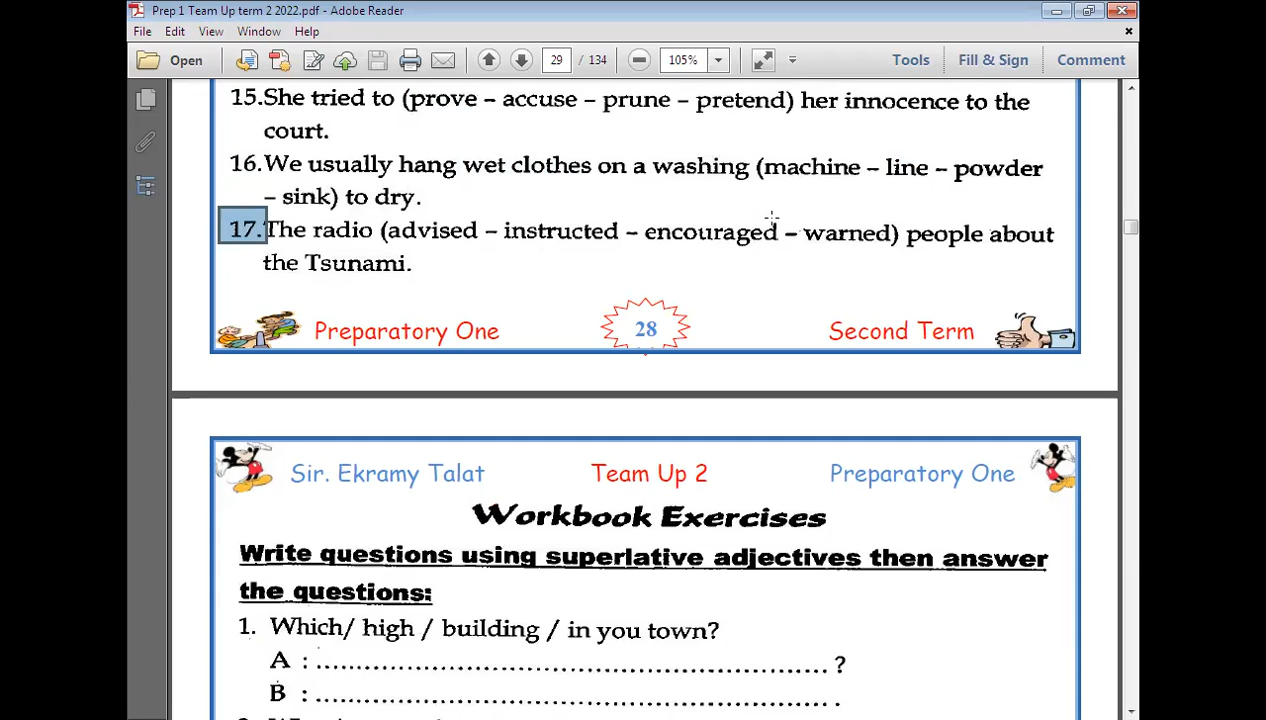 Prep 1 Team Up term 2 2022.pdf - Adobe Reader
File Edit View Window Help
Open 29 / 134 105% Tools Fill & Sign Comment
15.She tried to (prove – accuse – prune – pretend) her innocence to the
court.
16.We usually hang wet clothes on a washing (machine – line – powder
– sink) to dry.
17.The radio (advised – instructed – encouraged – warned) people about
the Tsunami.
Preparatory One 28 Second Term
Sir. Ekramy Talat Team Up 2 Preparatory One
Workbook Exercises
Write questions using superlative adjectives then answer
the questions:
1. Which/ high / building / in you town?
A : ........................................................... ?
B : ........................................................... .